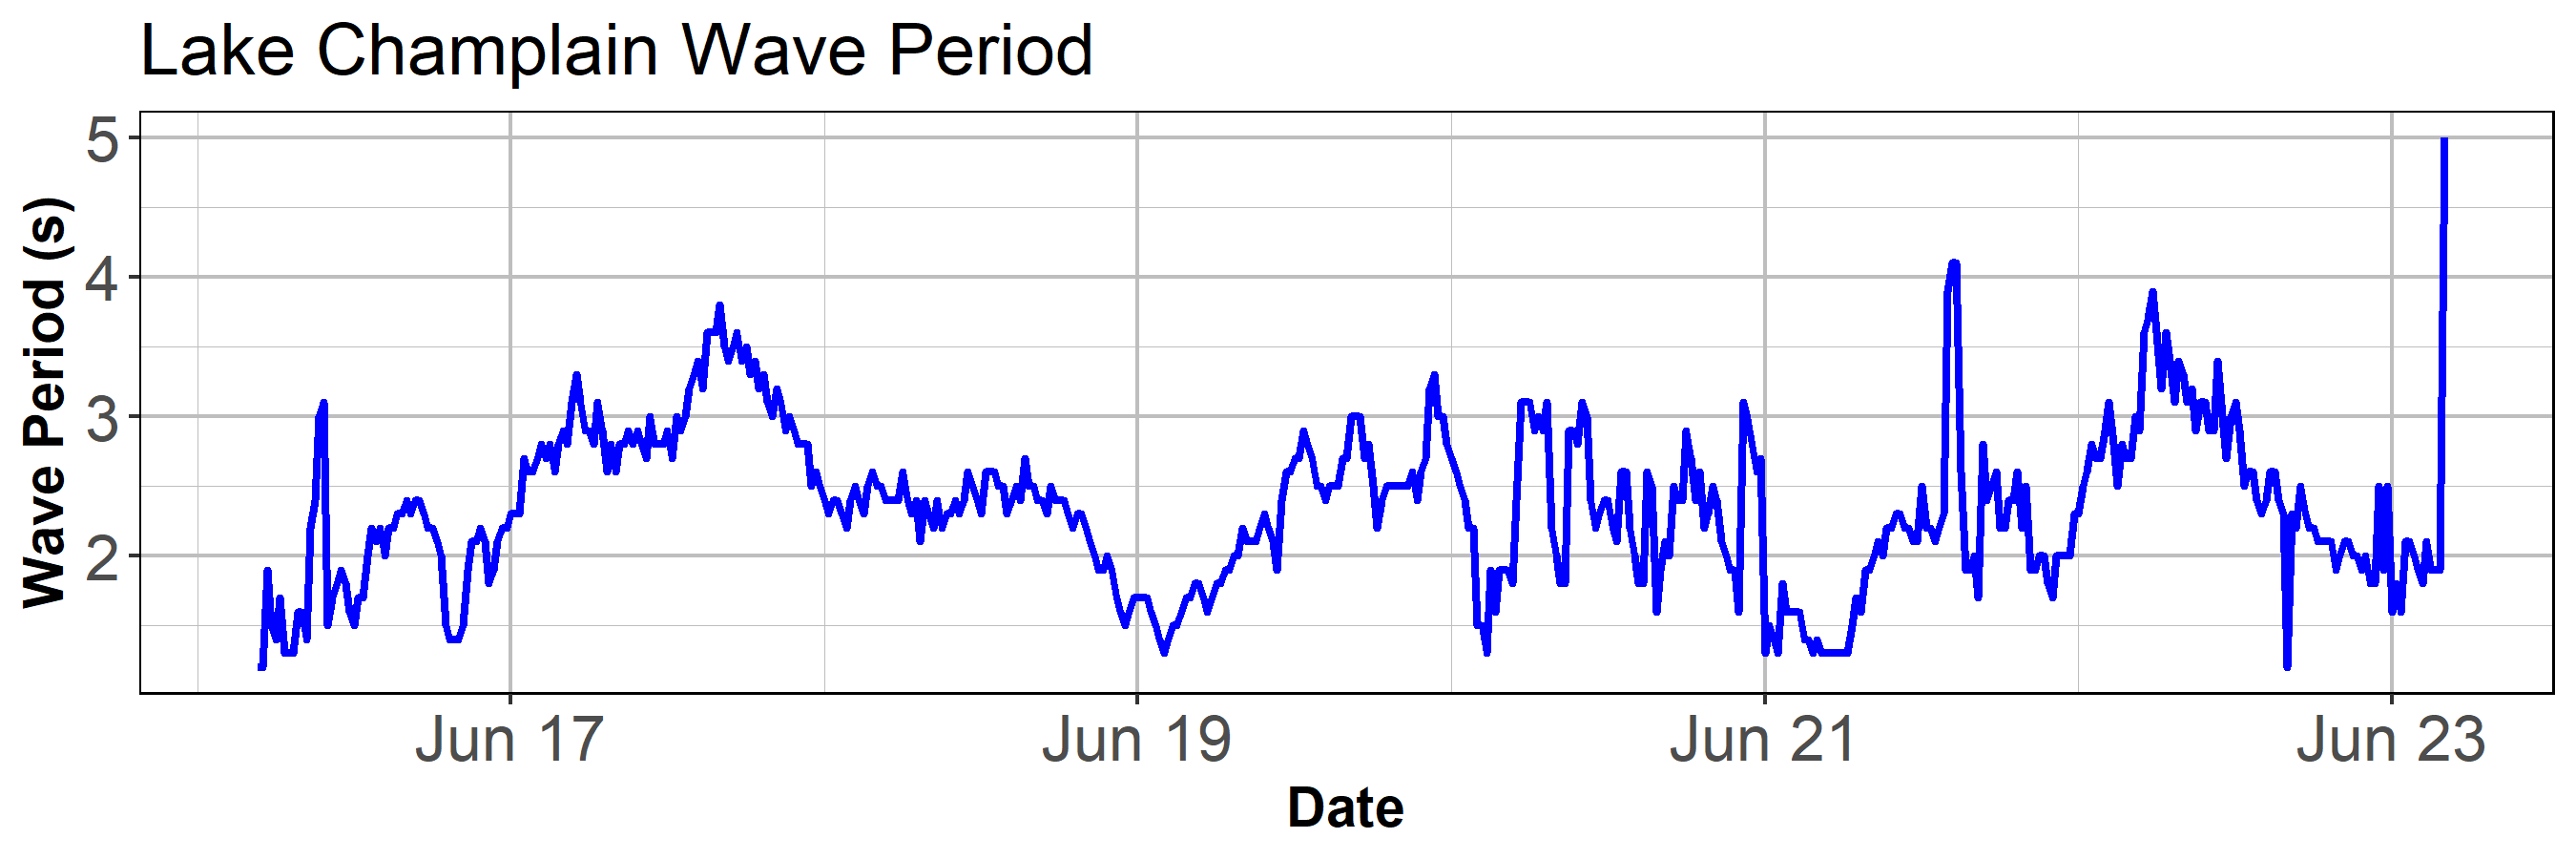 Lake Champlain Wave Period
Wave Period (s)
5
4
3
2
Jun 17 Jun 19 Jun 21 Jun 23
Date